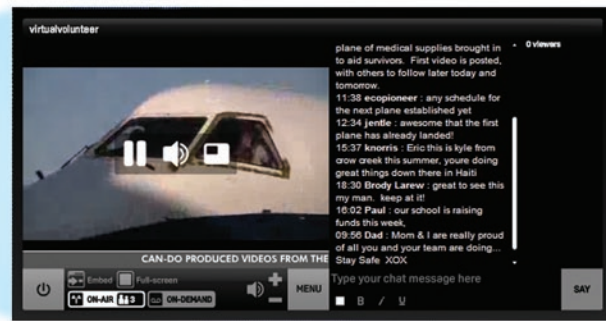 virtualvolunteer
plane of medical supplies brought in
to aid survivors. First video is posted,
with others to follow later today and
tomorrow.
11:38 ecopioneer : any schedule for
the next plane established yet
12:34 jentle : awesome that the first
plane has already landed!
15:37 knorris : Eric this is kyle from
crow creek this summer, youre doing
great things down there in Haiti
18:30 Brody Larew : great to see this
my man. keep at it!
16:02 Paul : our school is raising
funds this week,
09:56 Dad : Mom & I are really proud
of all you and your team are doing...
Stay Safe XOX
0 viewers
CAN-DO PRODUCED VIDEOS FROM THE
Embed Full-screen
ON-AIR 3 ON-DEMAND
MENU
Type your chat message here
B / U
SAY